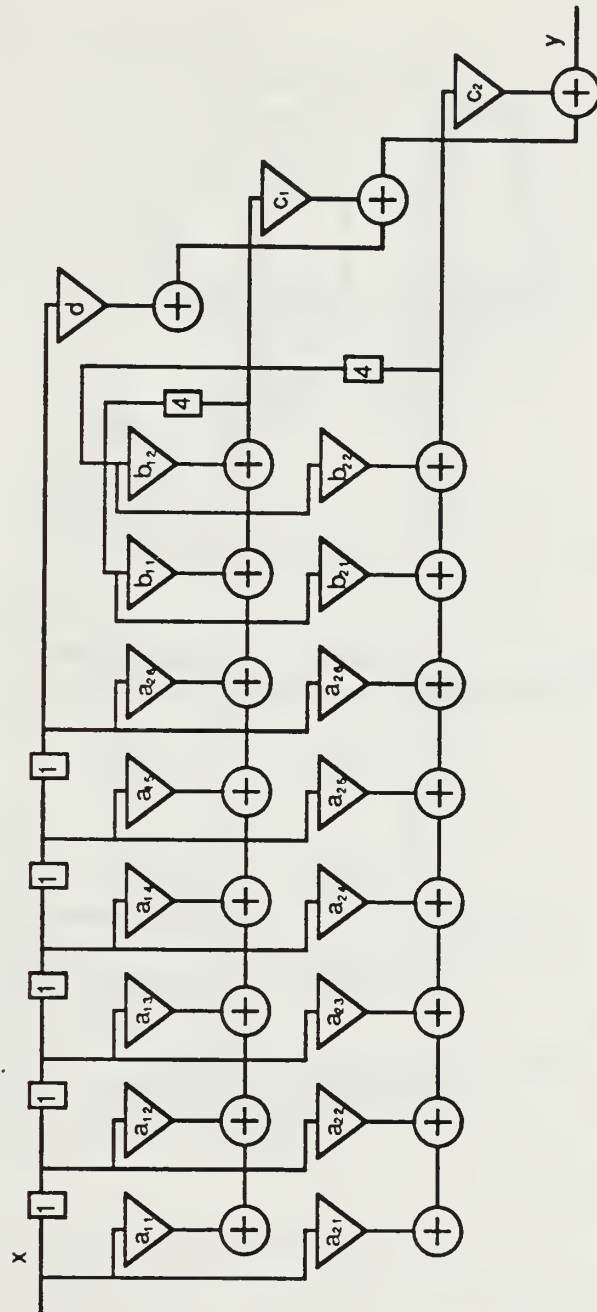 x
1 1 1 1 1
d
a₁₁ a₁₂ a₁₃ a₁₄ a₁₅ a₂₆ b₁₁ b₁₂
4
c₁
a₂₁ a₂₂ a₂₃ a₂₄ a₂₅ a₂₆ b₂₁ b₂₂
4
c₂
y